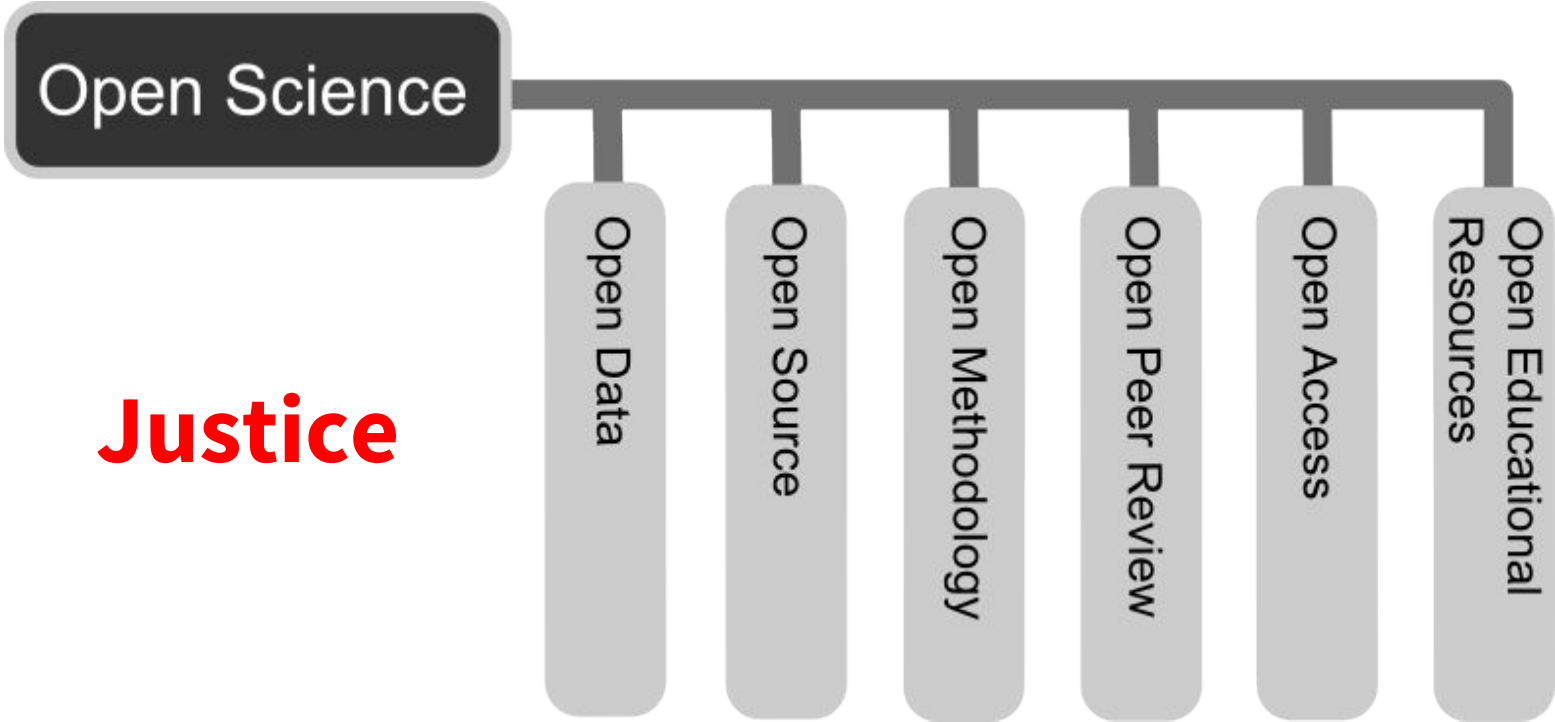 Open Science
Open Data
Open Source
Open Methodology
Open Peer Review
Open Access
Open Educational
Resources
Justice